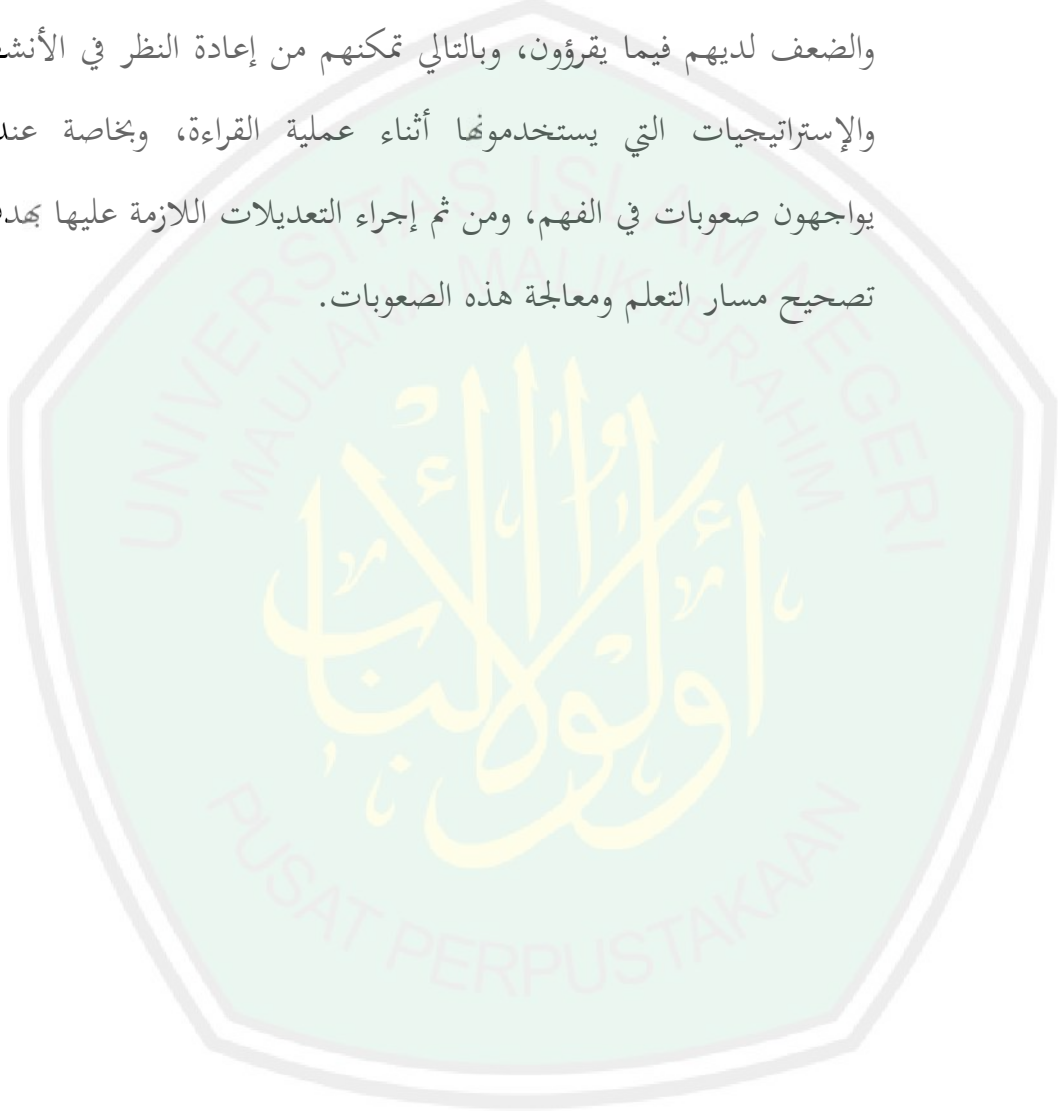 والضعف لديهم فيما يقرؤون، وبالتالي تمكنهم من إعادة النظر في الأنش
والإستراتيجيات التي يستخدمونها أثناء عملية القراءة، وبخاصة عند
يواجهون صعوبات في الفهم، ومن ثم إجراء التعديلات اللازمة عليها بهد
تصحيح مسار التعلم ومعالجة هذه الصعوبات.
UNIVERSITAS ISLAM NEGERI
MAULANA MALIK IBRAHIM
أولوا الألباب
PUSAT PERPUSTAKAAN